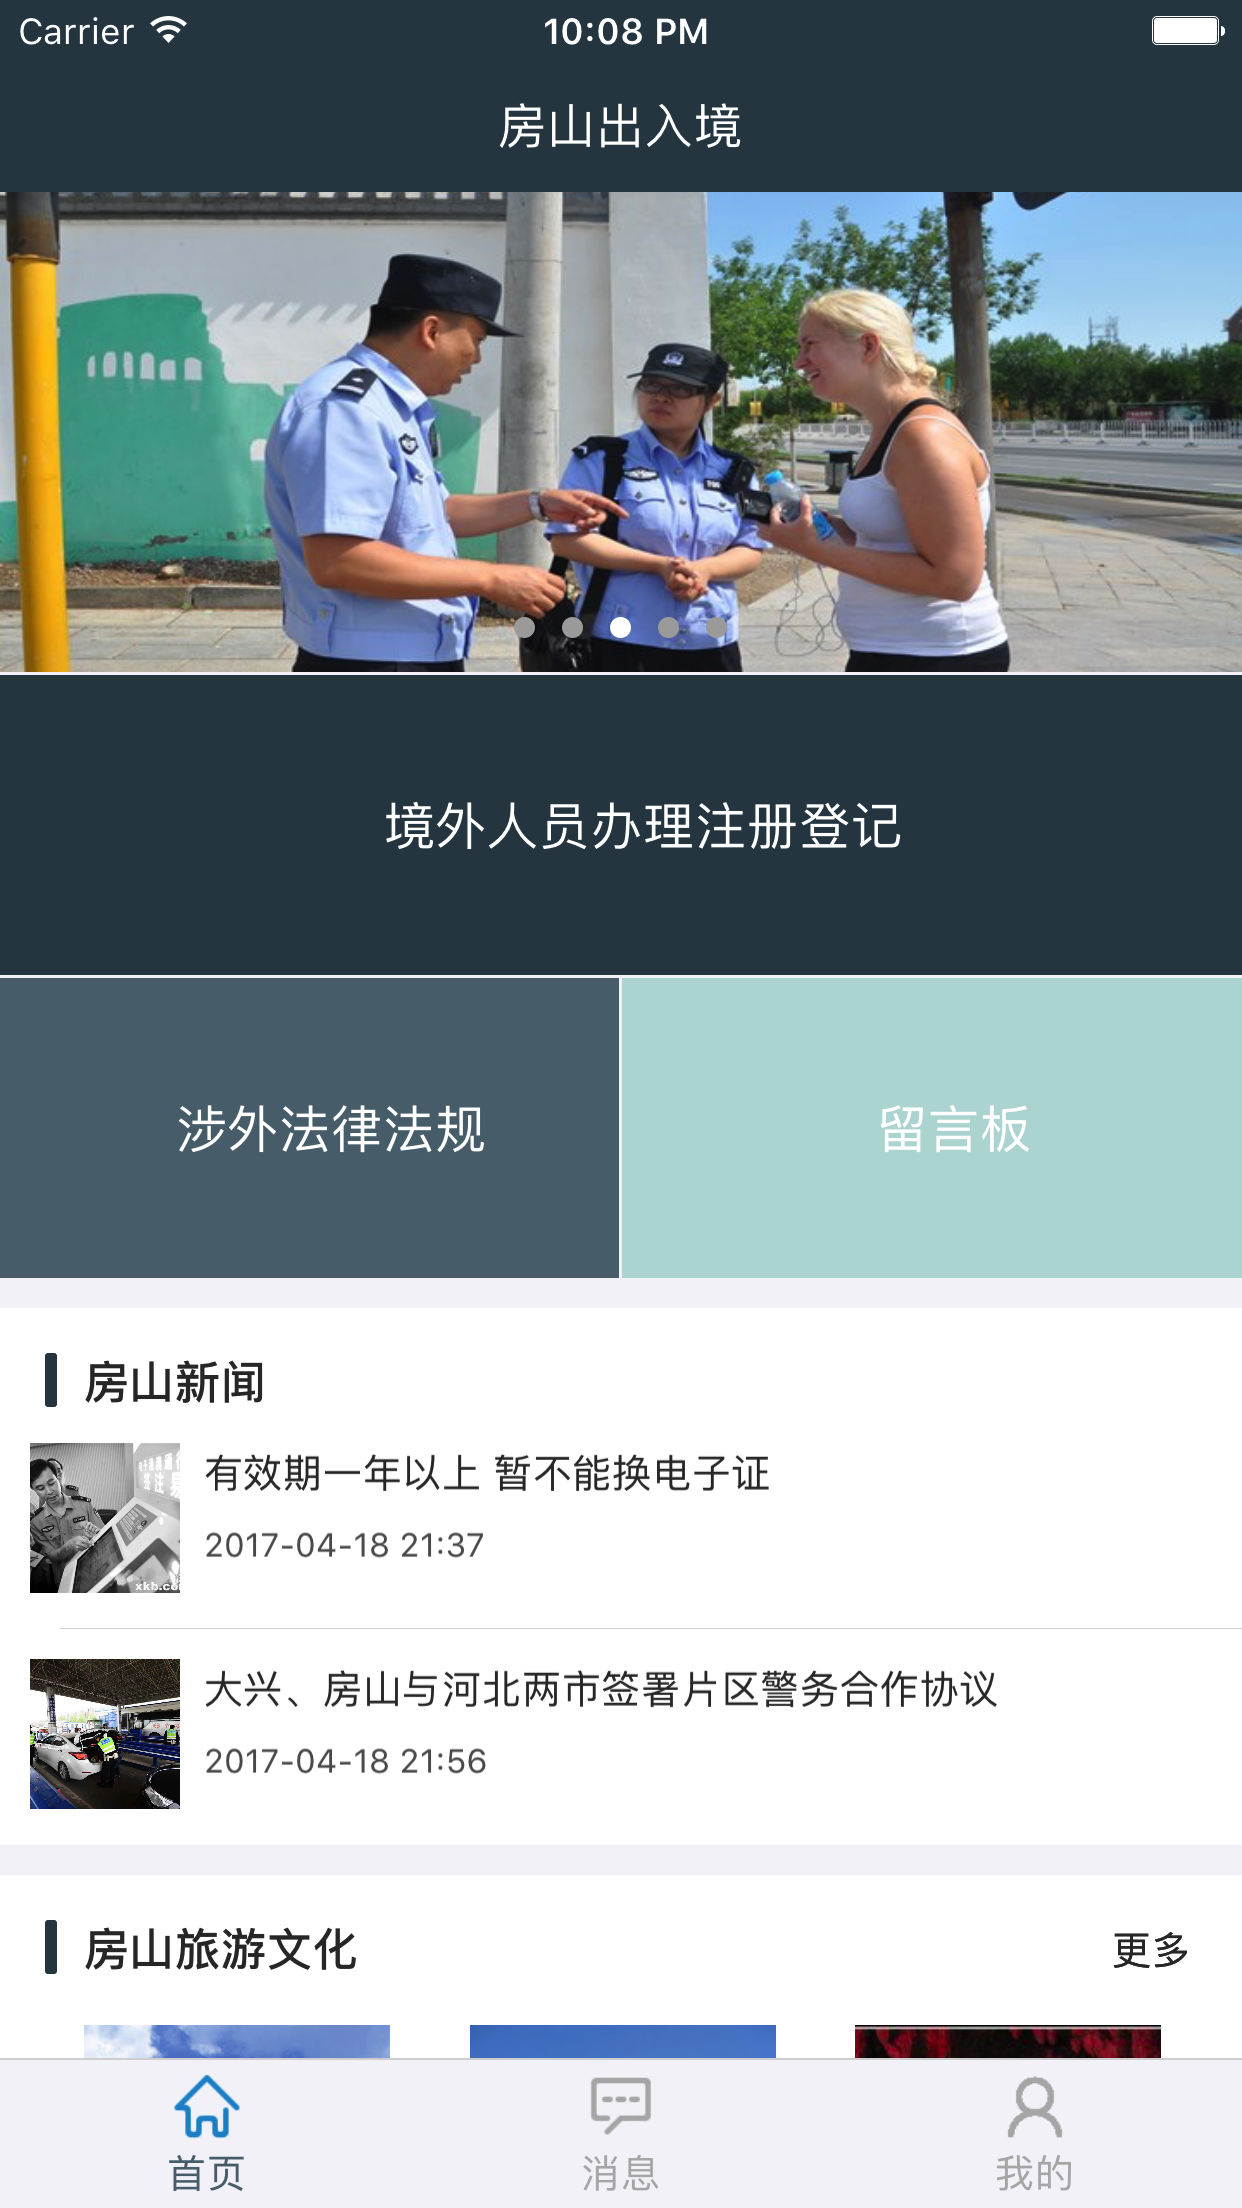 Carrier 10:08 PM
房山出入境
境外人员办理注册登记
涉外法律法规
留言板
房山新闻
有效期一年以上 暂不能换电子证
2017-04-18 21:37
xkb.co
大兴、房山与河北两市签署片区警务合作协议
2017-04-18 21:56
房山旅游文化
更多
首页
消息
我的